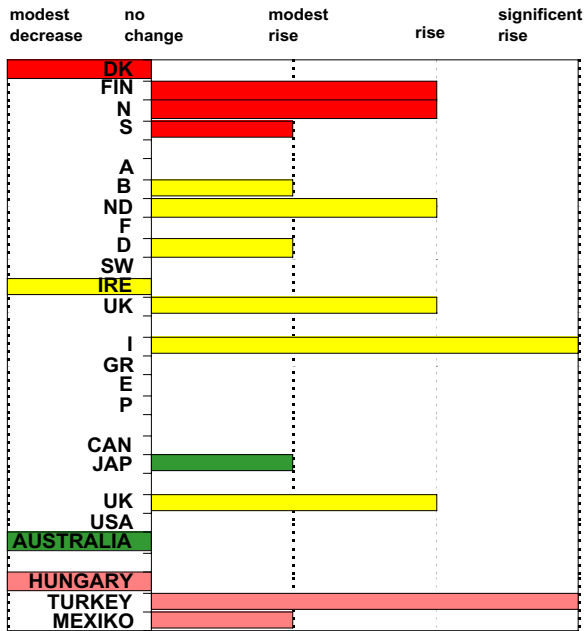 modest decrease
no change
modest rise
rise
significant rise
DK
FIN
N
S
A
B
ND
F
D
SW
IRE
UK
I
GR
E
P
CAN
JAP
UK
USA
AUSTRALIA
HUNGARY
TURKEY
MEXIKO